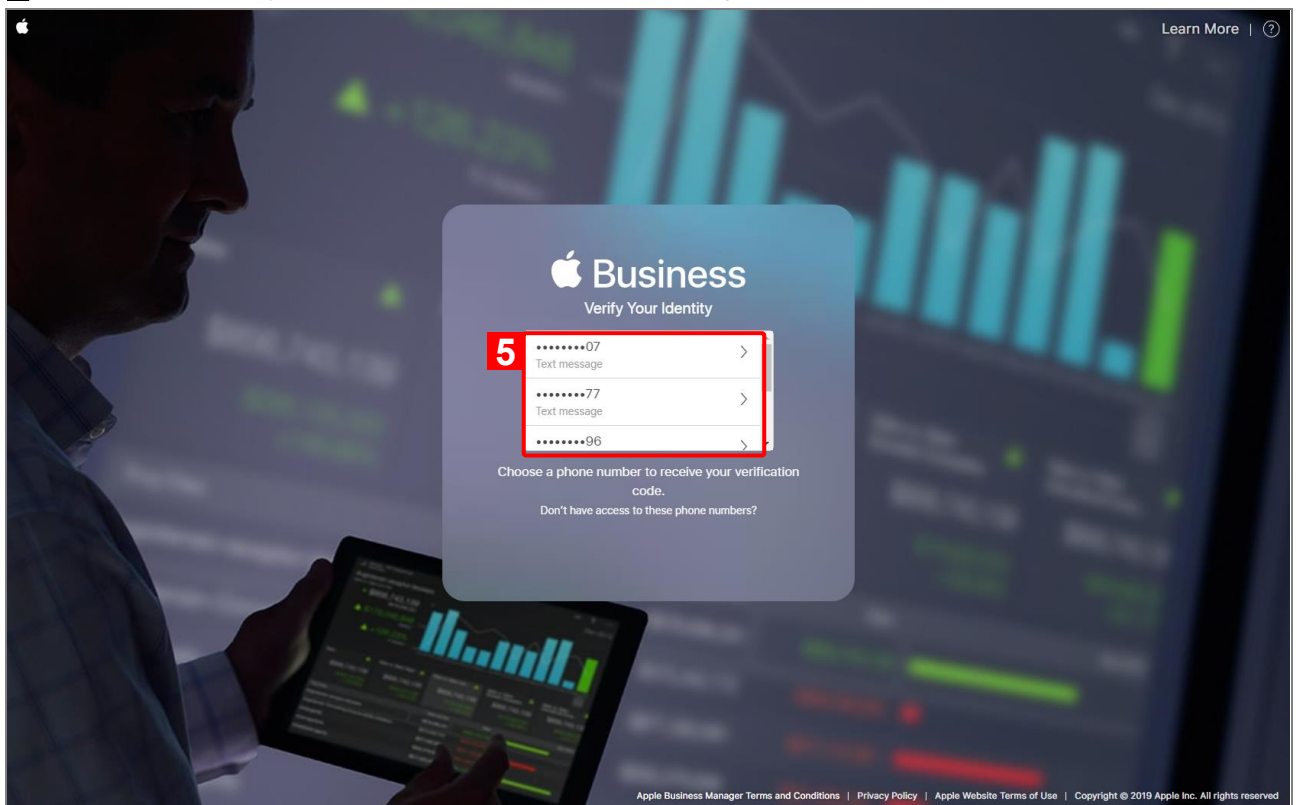 Learn More | ?
Business
Verify Your Identity
5
••••••••07
Text message
••••••••77
Text message
••••••••96
Choose a phone number to receive your verification
code.
Don't have access to these phone numbers?
+128,23%
Apple Business Manager Terms and Conditions | Privacy Policy | Apple Website Terms of Use | Copyright © 2019 Apple Inc. All rights reserved